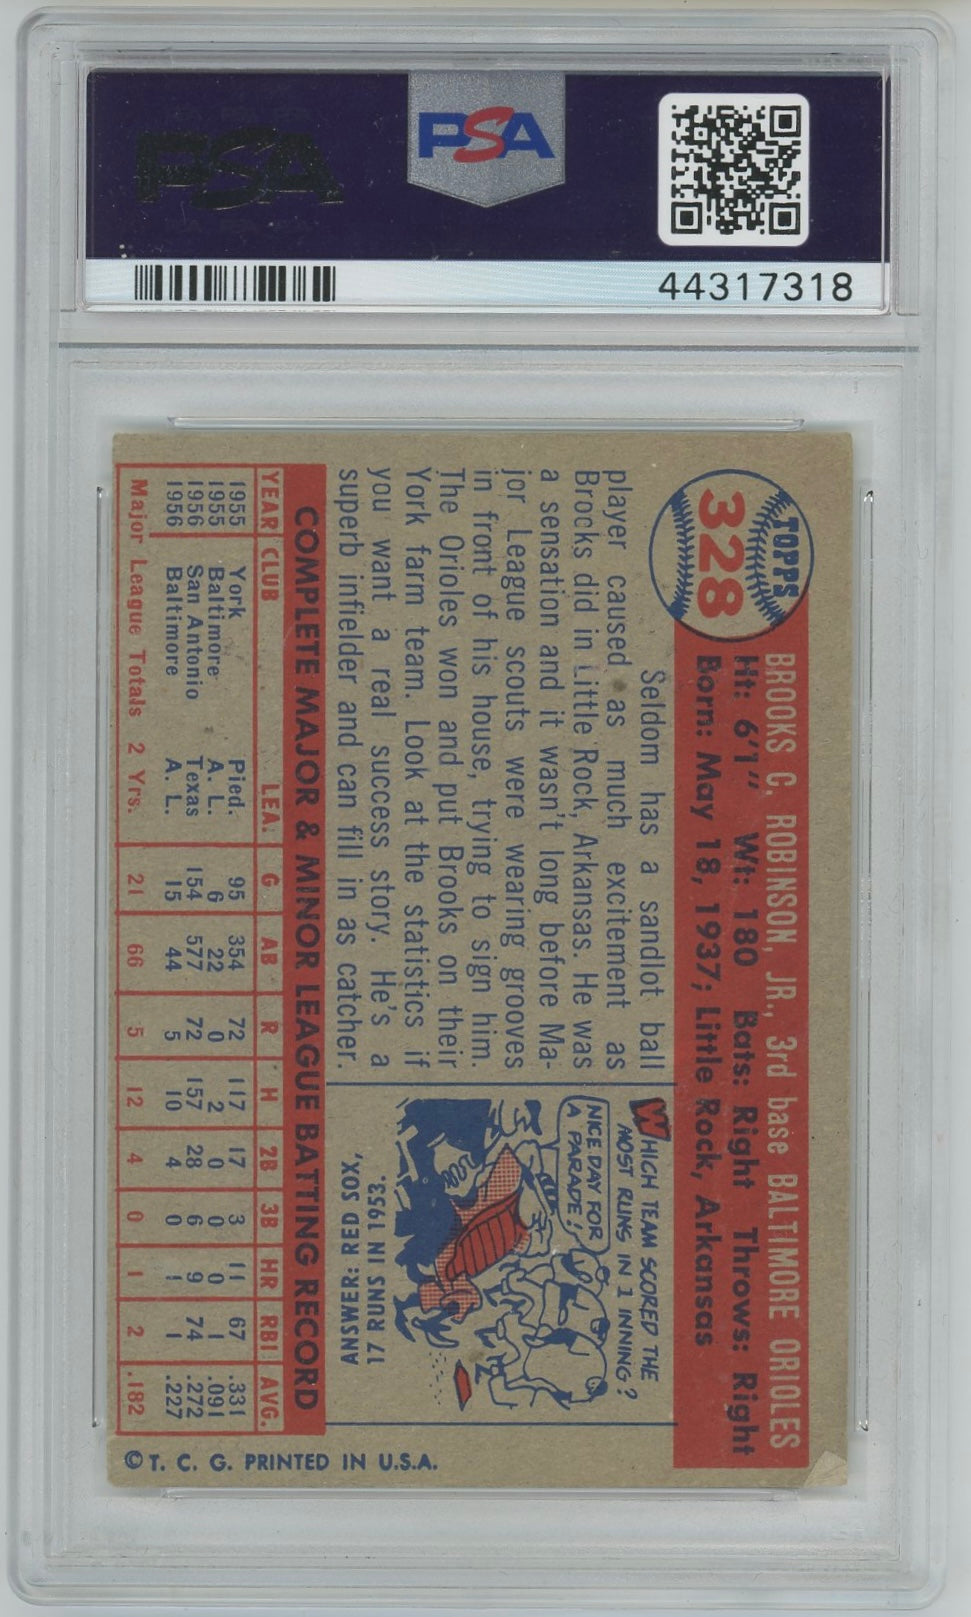 PSA
PSA
44317318
TOPPS
328
BROOKS C. ROBINSON, JR., 3rd base BALTIMORE ORIOLES
Ht: 6'1" Wt: 180 Bats: Right Throws: Right
Born: May 18, 1937; Little Rock, Arkansas
Seldom has a sandlot ball
player caused as much excitement as
Brocks did in Little Rock, Arkansas. He was
a sensation and it wasn't long before Ma-
jor League scouts were wearing grooves
in front of his house, trying to sign him.
The Orioles won and put Brooks on their
York farm team. Look at the statistics if
you want a real success story. He's a
superb infielder and can fill in as catcher.
WHICH TEAM SCORED THE
MOST RUNS IN 1 INNING?
NICE DAY FOR
A PARADE!
ANSWER: RED SOX,
17 RUNS IN 1953.
COMPLETE MAJOR & MINOR LEAGUE BATTING RECORD
YEAR CLUB LEA. G AB R H 2B 3B HR RBI AVG.
1955 York Pied. 95 354 72 117 17 3 11 67 .331
1955 Baltimore A. L. 6 22 0 2 0 0 0 1 .091
1956 San Antonio Texas 154 577 72 157 28 6 9 74 .272
1956 Baltimore A. L. 15 44 5 10 4 0 1 1 .227
Major League Totals 2 Yrs. 21 66 5 12 4 0 1 2 .182
© T. C. G. PRINTED IN U.S.A.